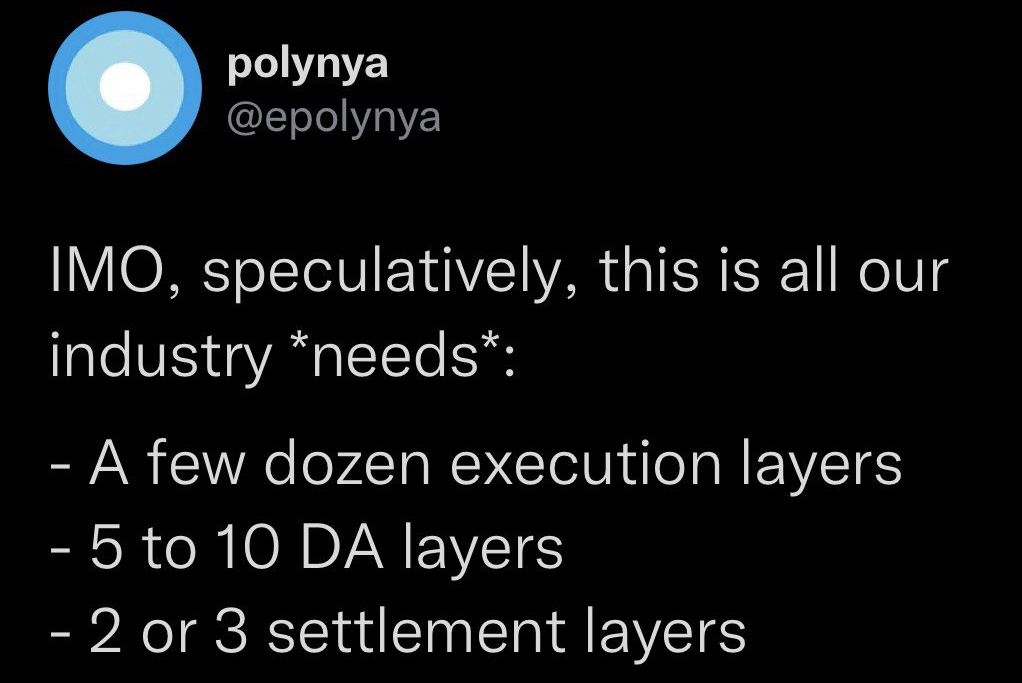 polynya
@epolynya
IMO, speculatively, this is all our
industry *needs*:
- A few dozen execution layers
- 5 to 10 DA layers
- 2 or 3 settlement layers